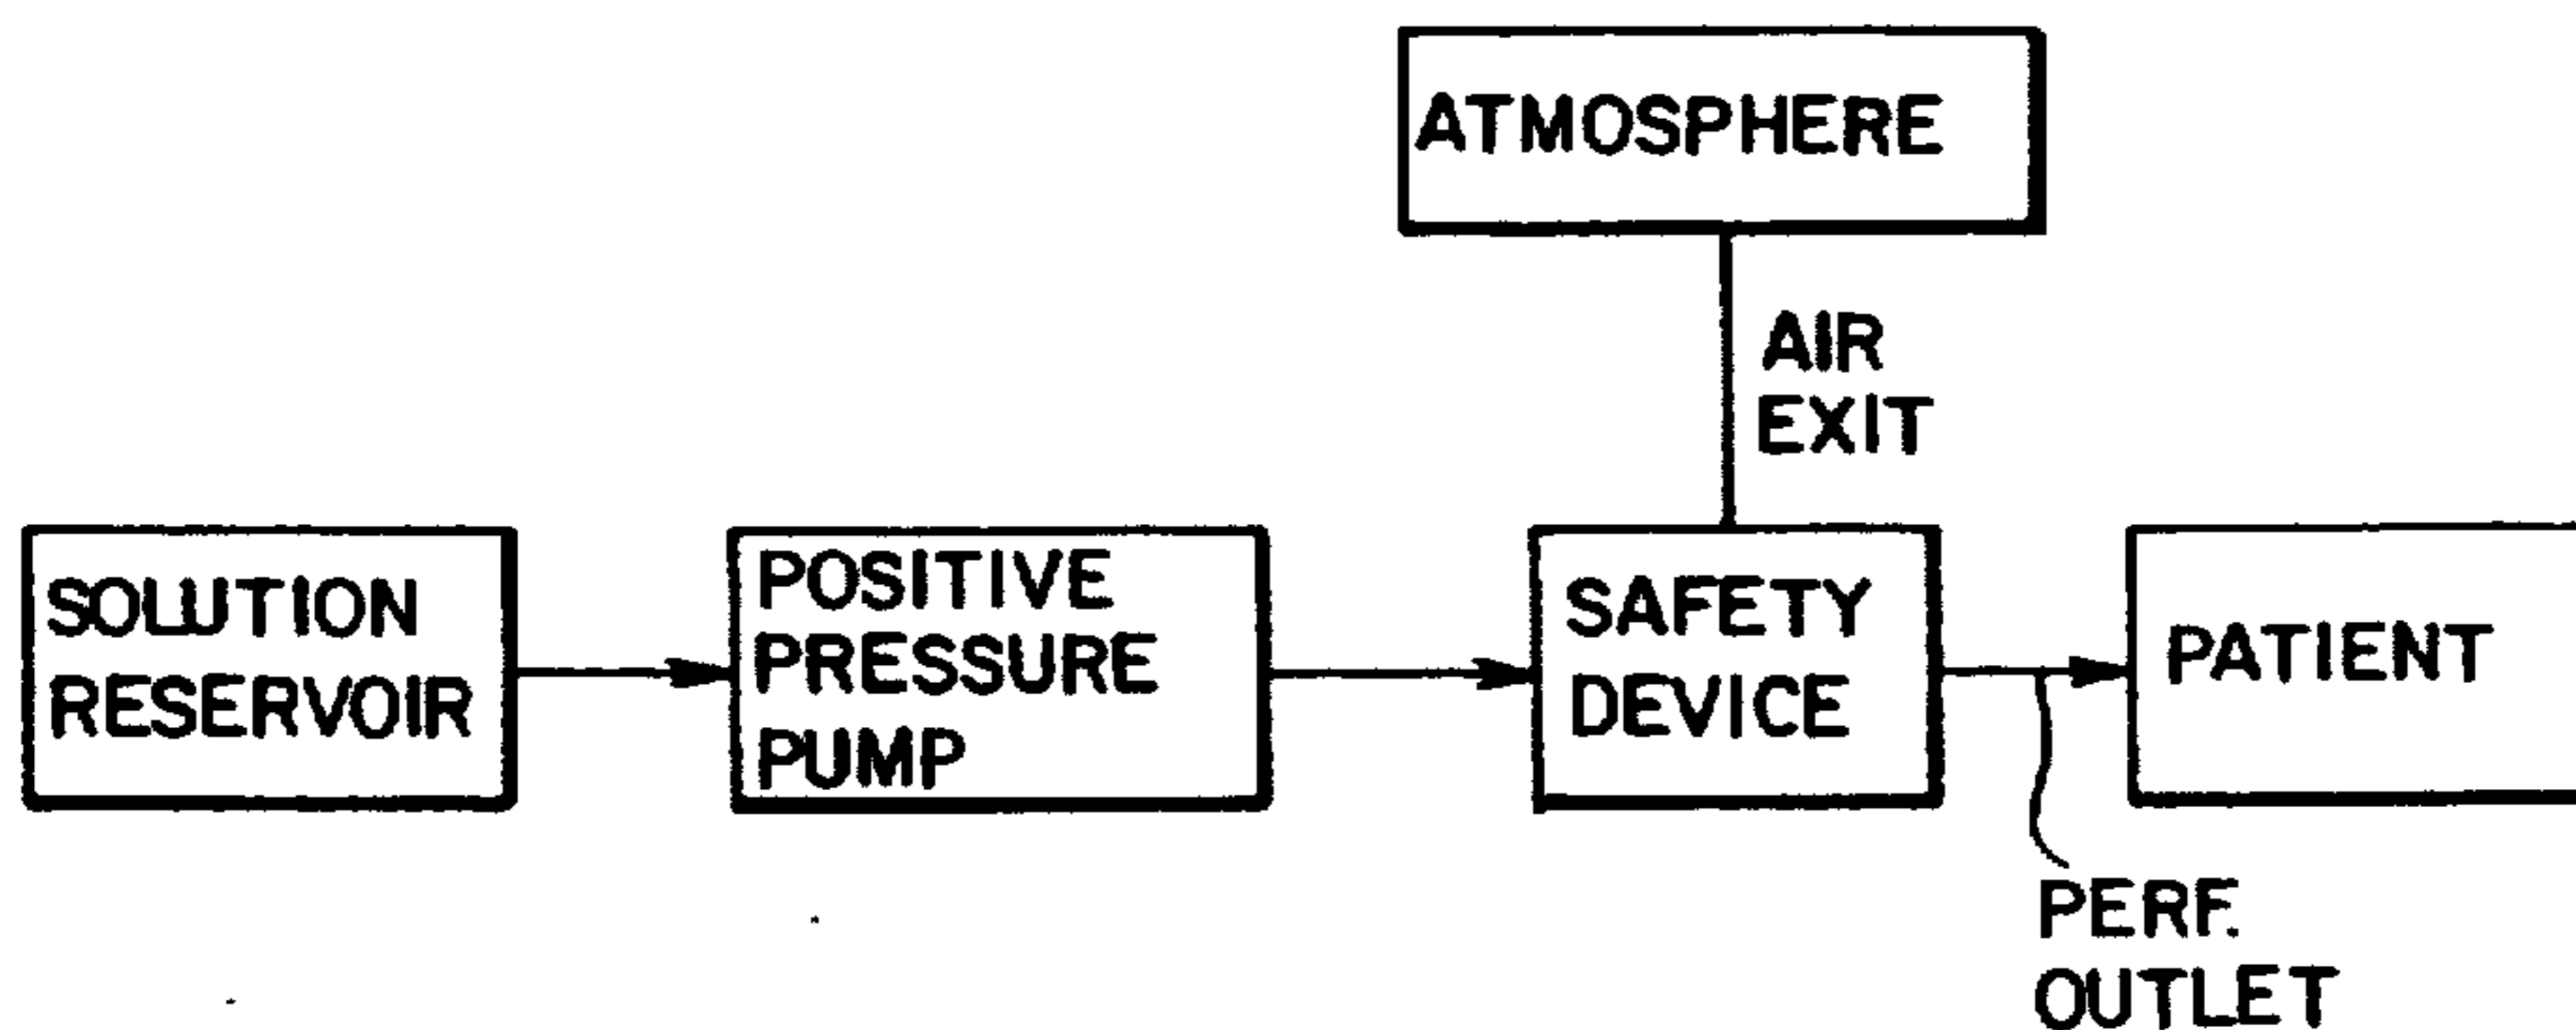 ATMOSPHERE
AIR
EXIT
SOLUTION
RESERVOIR
POSITIVE
PRESSURE
PUMP
SAFETY
DEVICE
PATIENT
PERF.
OUTLET